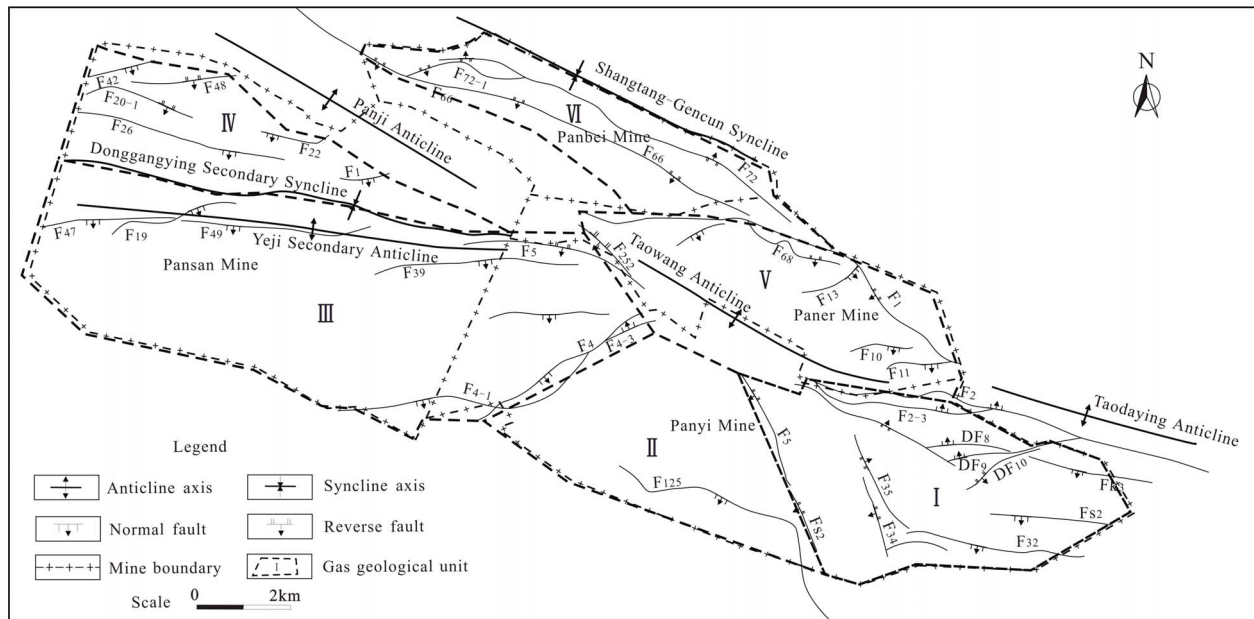 N
Shangtang-Gencun Syncline
F72-1
F66
F42
F48
F20-1
Ⅳ
Panji Anticline
Ⅵ
Panbei Mine
F26
F22
F66
F72
Donggangying Secondary Syncline
F1
F47
F19
F49
Yeji Secondary Anticline
F5
F252
Taowang Anticline
F68
Pansan Mine
F39
Ⅴ
F13
F1
Paner Mine
Ⅲ
F4
F4-3
F10
F11
F4-1
F2
Taodaying Anticline
F2-3
Panyi Mine
Ⅱ
F5
DF8
DF9
DF10
F125
F35
Ⅰ
Fs2
Fs2
F34
F32
Legend
Anticline axis
Syncline axis
Normal fault
Reverse fault
Mine boundary
Ⅰ
Gas geological unit
Scale
0
2km